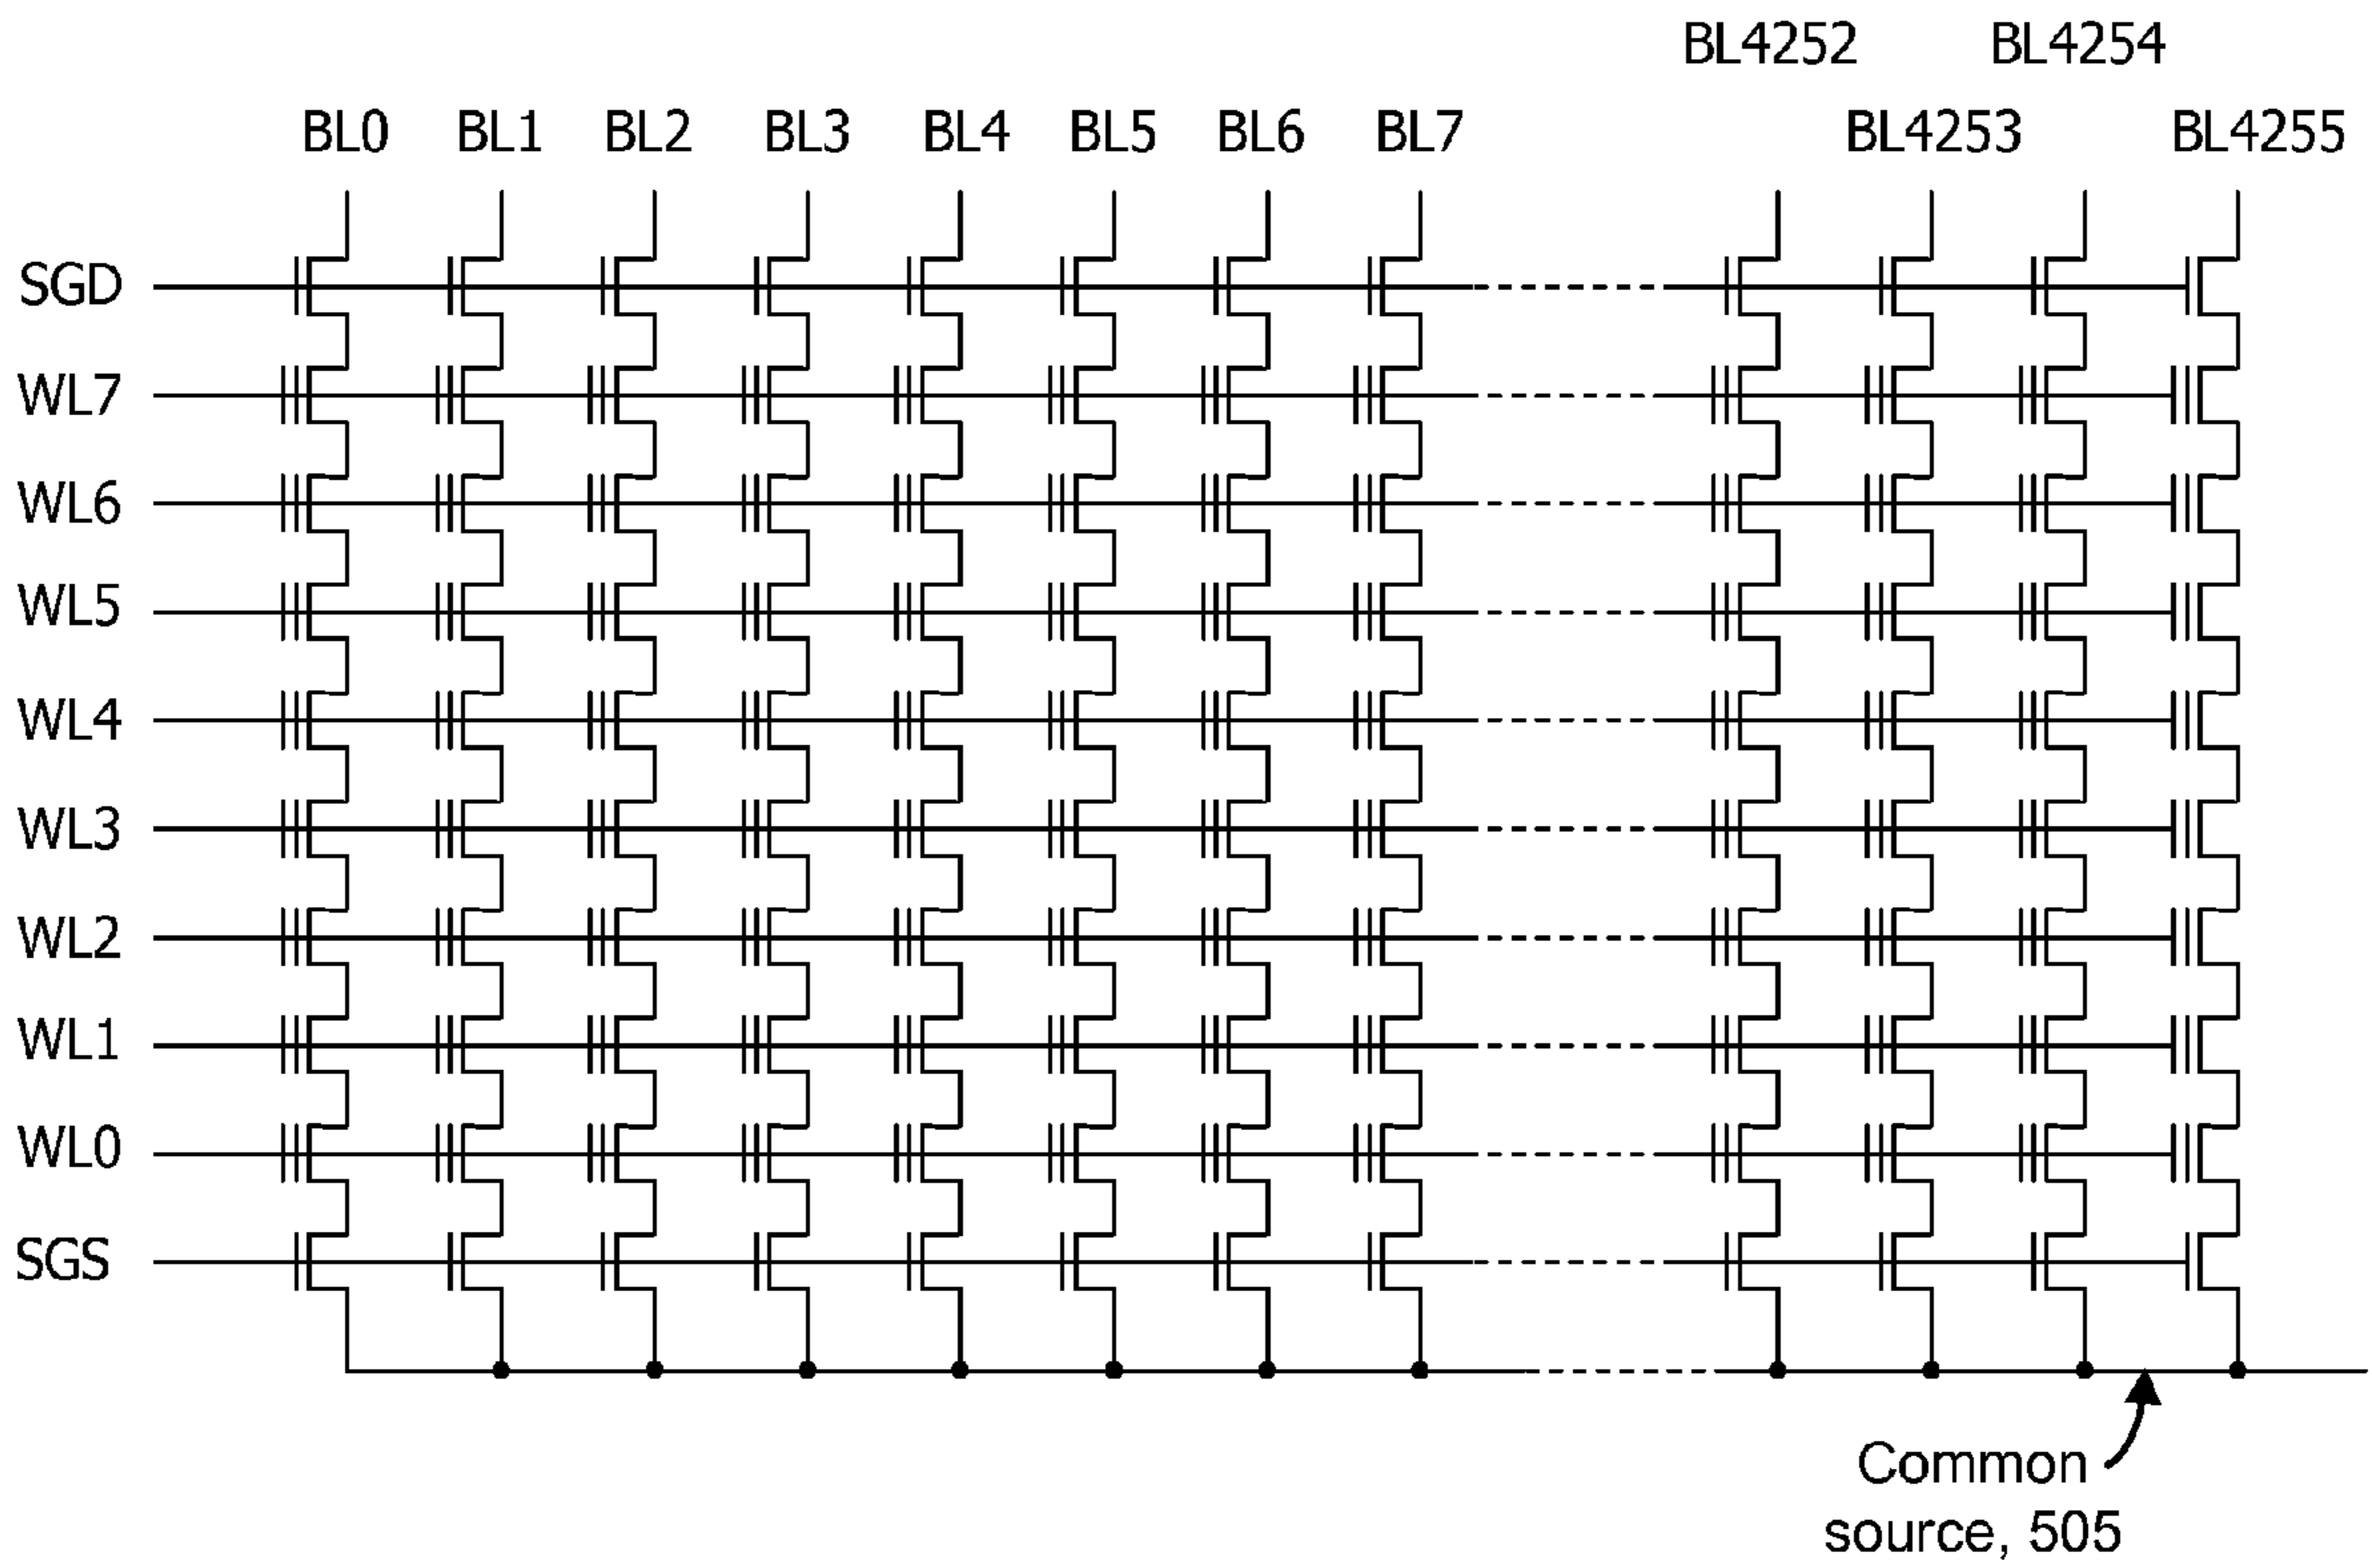 BL4252 BL4254
BL0 BL1 BL2 BL3 BL4 BL5 BL6 BL7 BL4253 BL4255
SGD
WL7
WL6
WL5
WL4
WL3
WL2
WL1
WL0
SGS
Common
source, 505